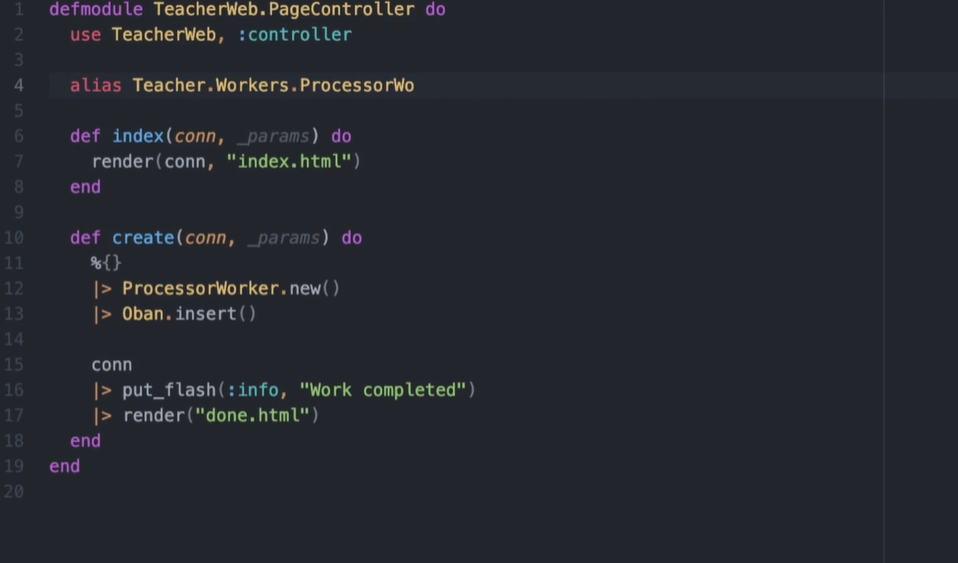 1 defmodule TeacherWeb.PageController do
2   use TeacherWeb, :controller
3
4   alias Teacher.Workers.ProcessorWo
5
6   def index(conn, _params) do
7     render(conn, "index.html")
8   end
9
10   def create(conn, _params) do
11     %{}
12     |> ProcessorWorker.new()
13     |> Oban.insert()
14
15     conn
16     |> put_flash(:info, "Work completed")
17     |> render("done.html")
18   end
19 end
20